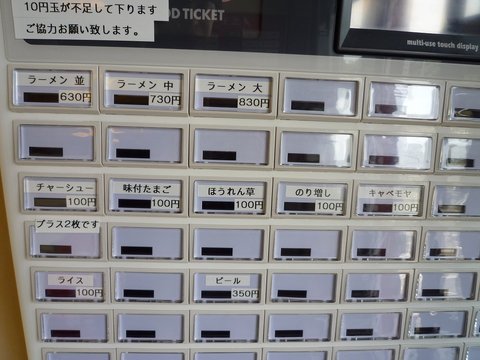 10円玉が不足して下ります
ご協力お願い致します。
OD TICKET
multi-use touch display
ラーメン 並 630円
ラーメン 中 730円
ラーメン 大 830円
チャーシュー 100円
味付たまご 100円
ほうれん草 100円
のり増し 100円
キャベモヤ 100円
プラス2枚です
ライス 100円
ビール 350円